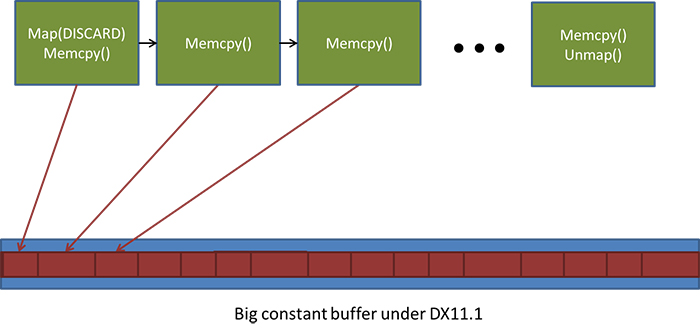 Map(DISCARD)
Memcpy()
Memcpy()
Memcpy()
Memcpy()
Unmap()
Big constant buffer under DX11.1